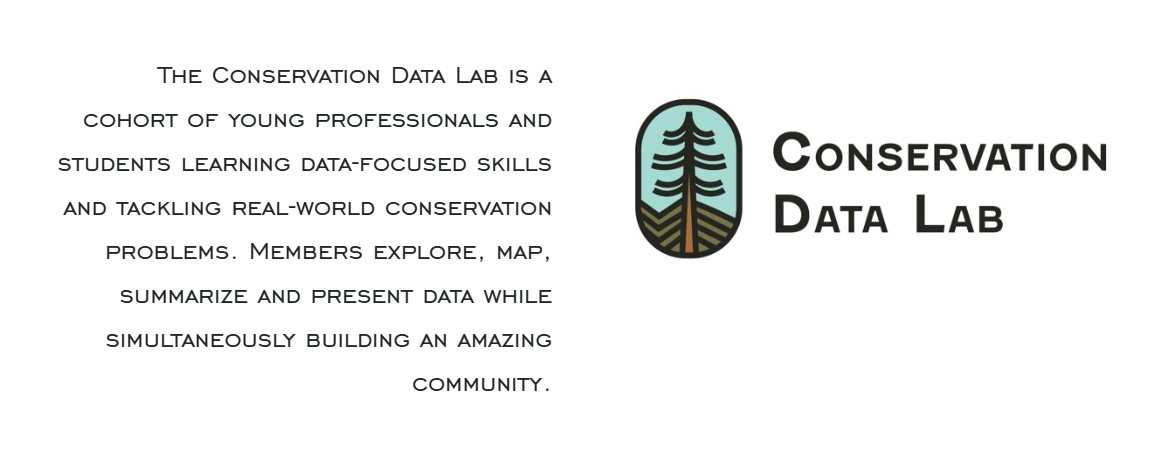 The Conservation Data Lab is a
cohort of young professionals and
students learning data-focused skills
and tackling real-world conservation
problems. Members explore, map,
summarize and present data while
simultaneously building an amazing
community.
Conservation
Data Lab